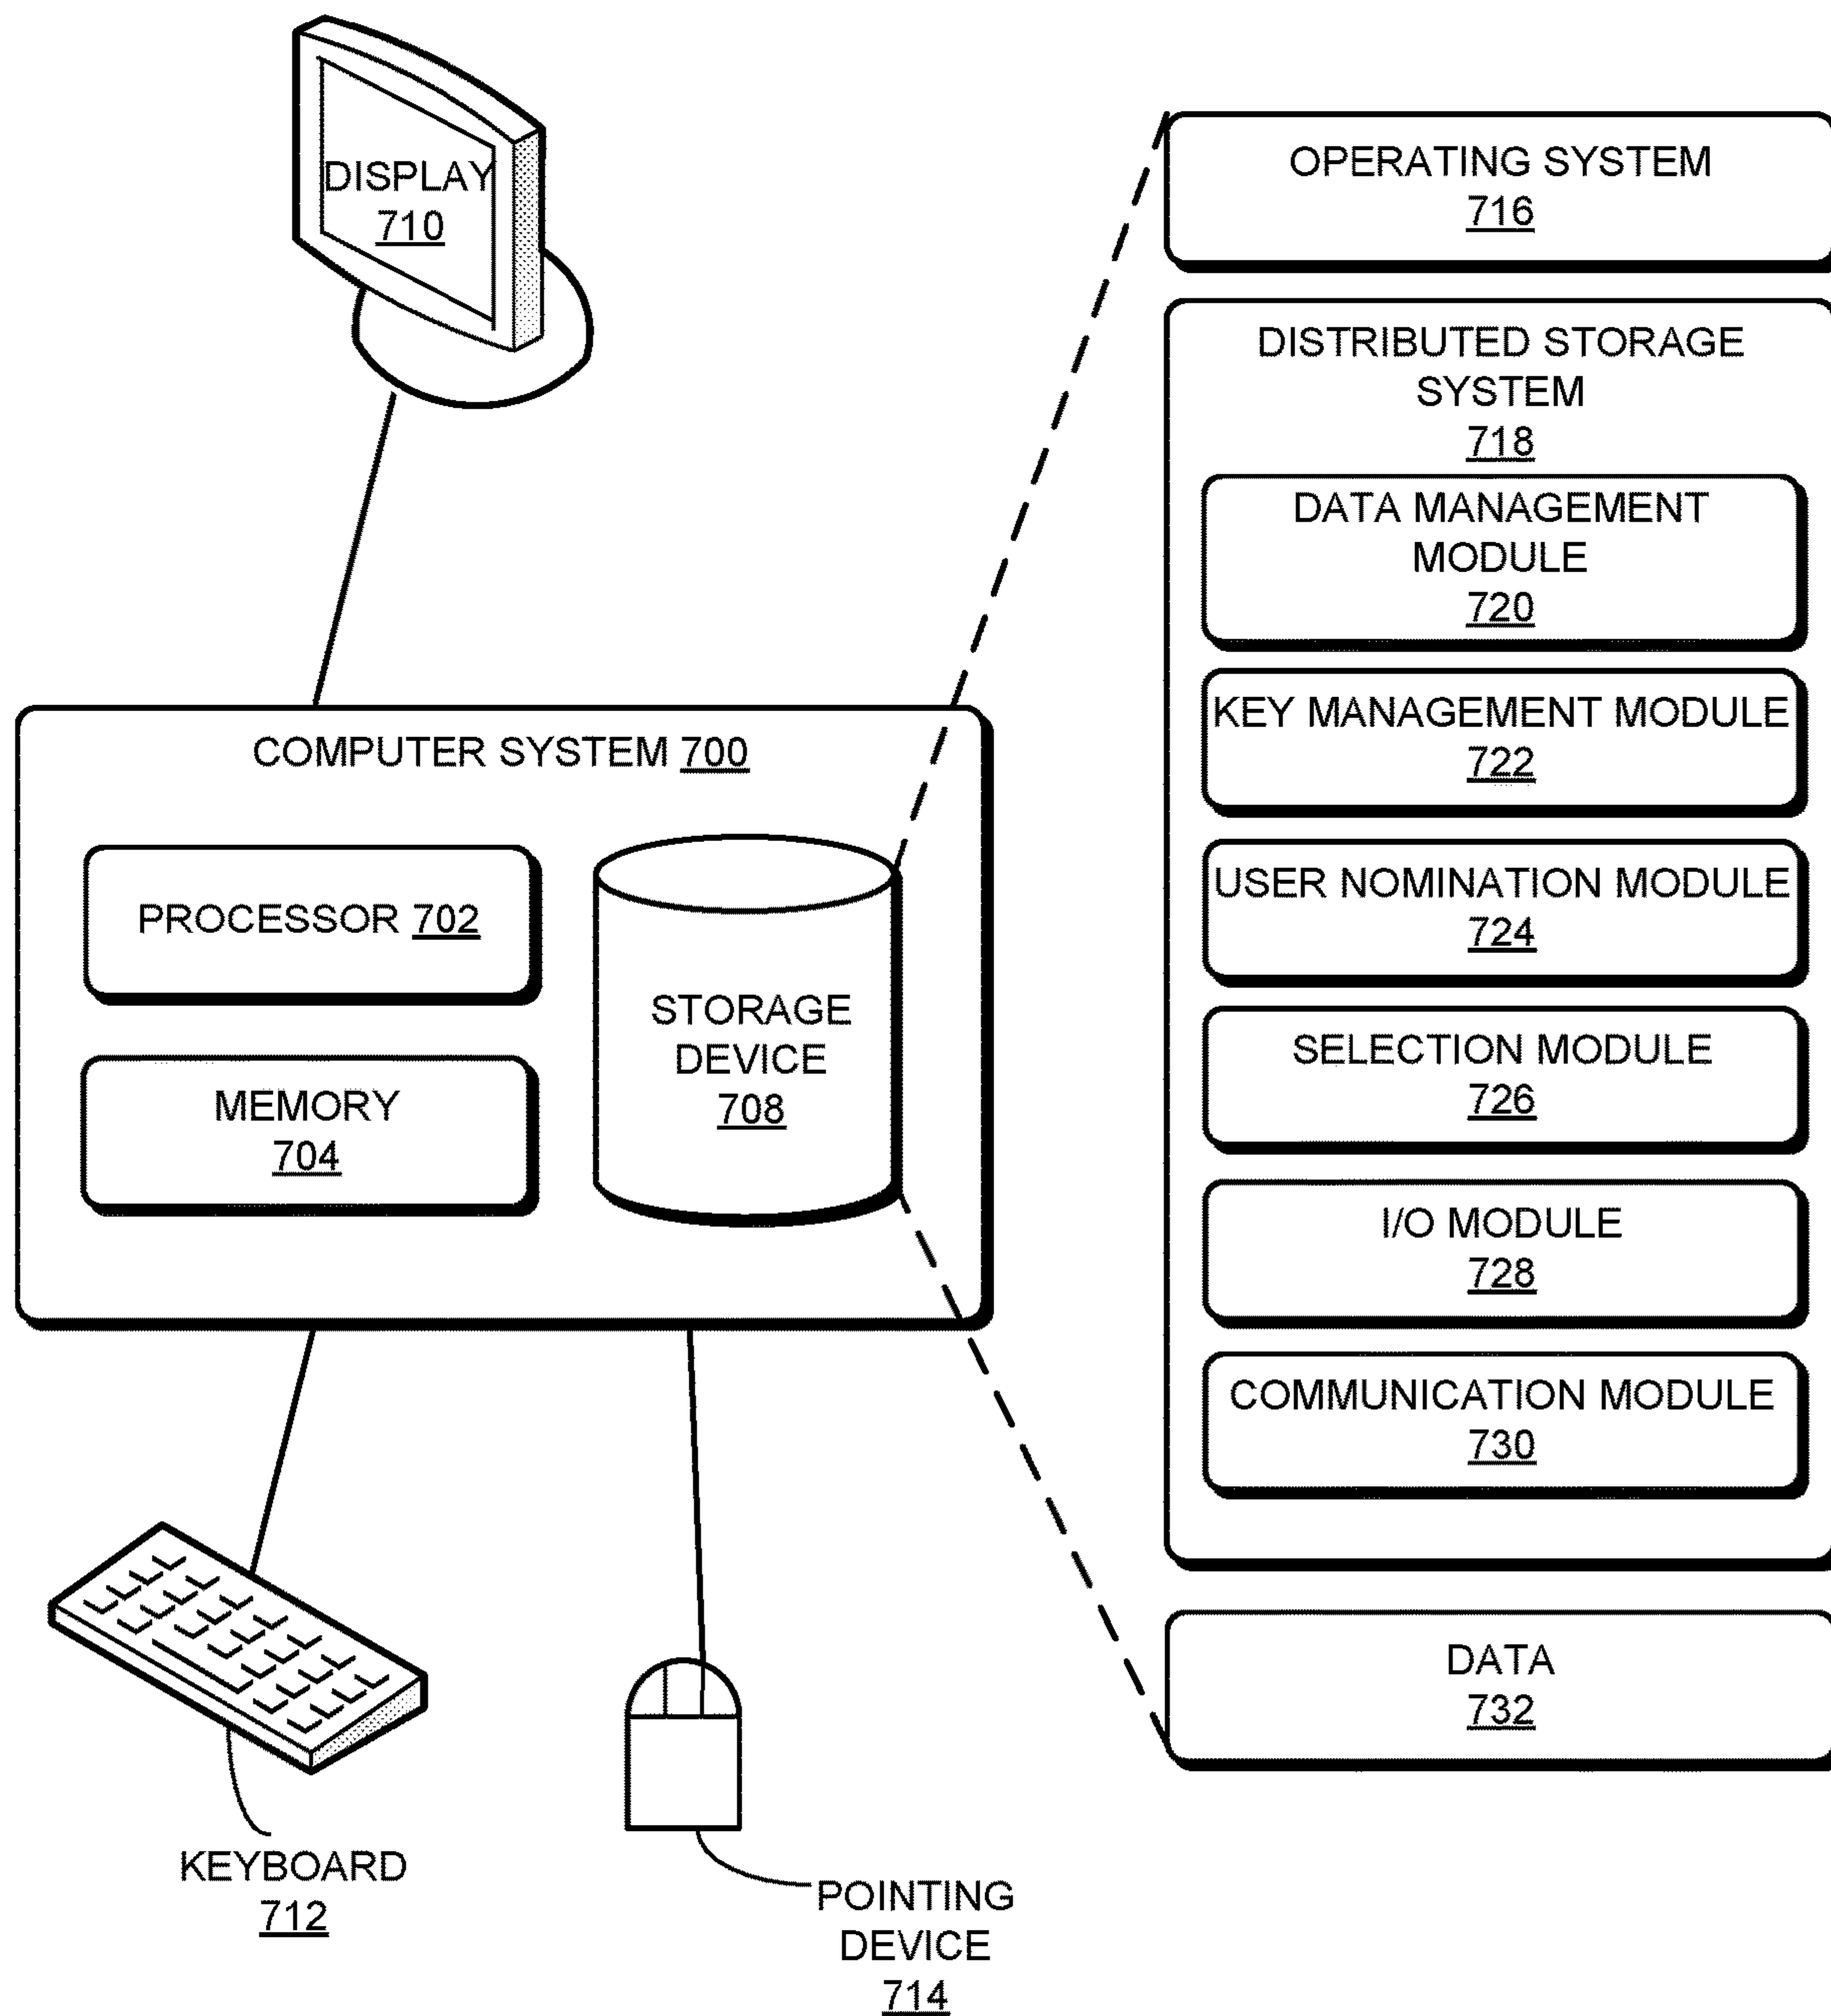 DISPLAY
710
COMPUTER SYSTEM 700
PROCESSOR 702
MEMORY
704
STORAGE
DEVICE
708
KEYBOARD
712
POINTING
DEVICE
714
OPERATING SYSTEM
716
DISTRIBUTED STORAGE
SYSTEM
718
DATA MANAGEMENT
MODULE
720
KEY MANAGEMENT MODULE
722
USER NOMINATION MODULE
724
SELECTION MODULE
726
I/O MODULE
728
COMMUNICATION MODULE
730
DATA
732